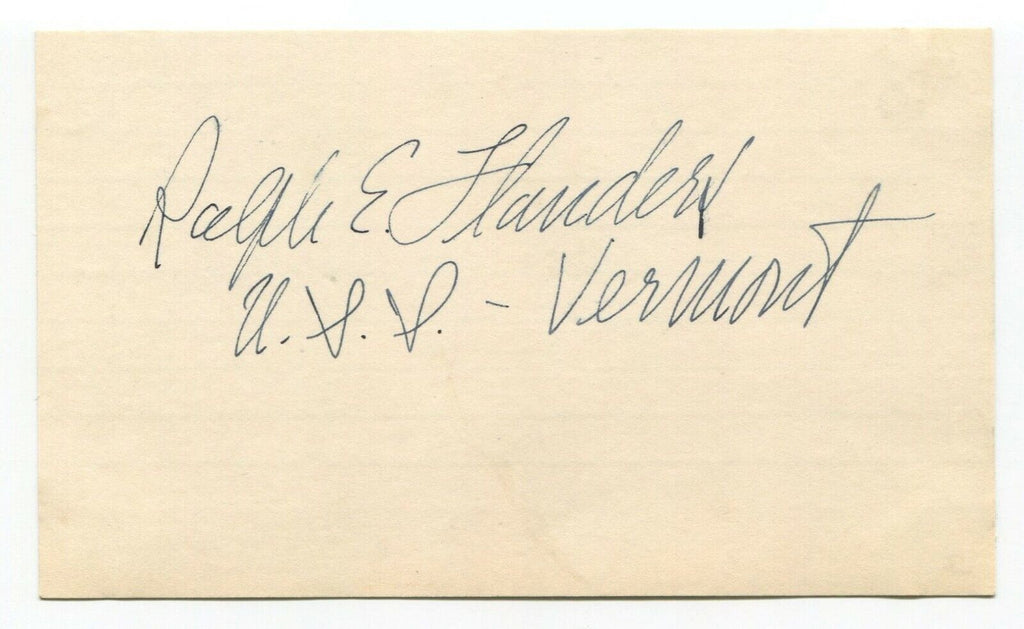 Ralph E. Flanders
U.S.S. - Vermont